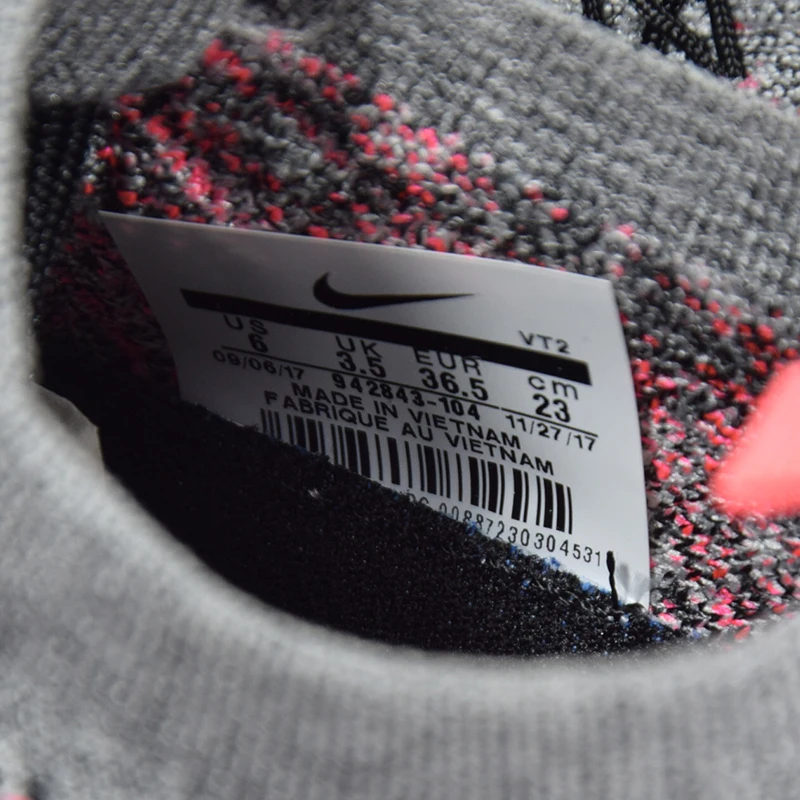 US UK EUR VT2
6 3.5 36.5 cm
09/06/17 942843-104 23
MADE IN VIETNAM 11/27/17
FABRIQUE AU VIETNAM
00887230304531